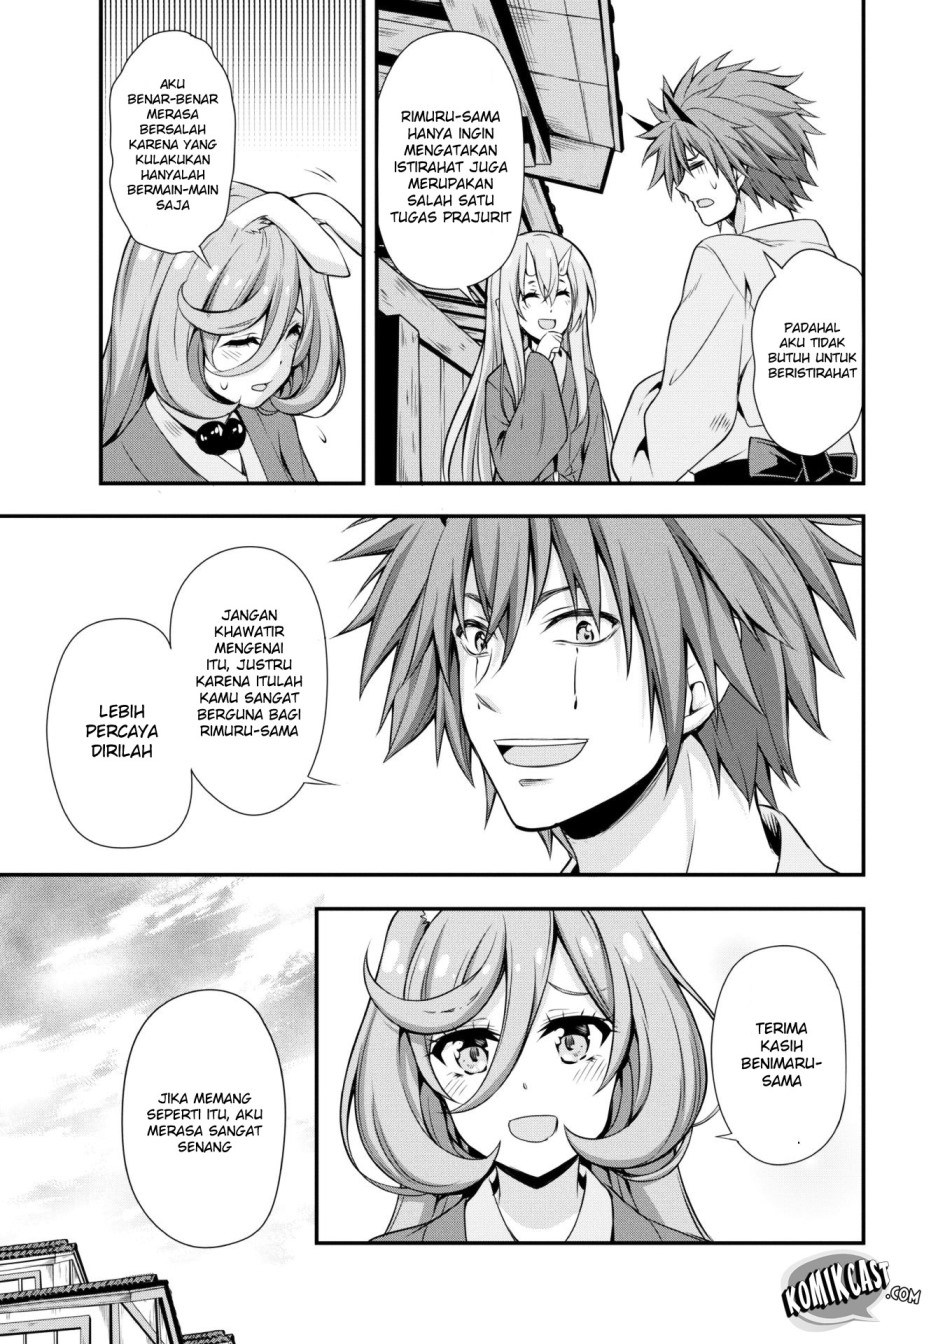 PADAHAL
AKU TIDAK
BUTUH UNTUK
BERISTIRAHAT
RIMURU-SAMA
HANYA INGIN
MENGATAKAN
ISTIRAHAT JUGA
MERUPAKAN
SALAH SATU
TUGAS PRAJURIT
AKU
BENAR-BENAR
MERASA
BERSALAH
KARENA YANG
KULAKUKAN
HANYALAH
BERMAIN-MAIN
SAJA
JANGAN
KHAWATIR
MENGENAI
ITU, JUSTRU
KARENA ITULAH
KAMU SANGAT
BERGUNA BAGI
RIMURU-SAMA
LEBIH
PERCAYA
DIRILAH
TERIMA
KASIH
BENIMARU-
SAMA
JIKA MEMANG
SEPERTI ITU, AKU
MERASA SANGAT
SENANG
KOMIKCAST
.COM